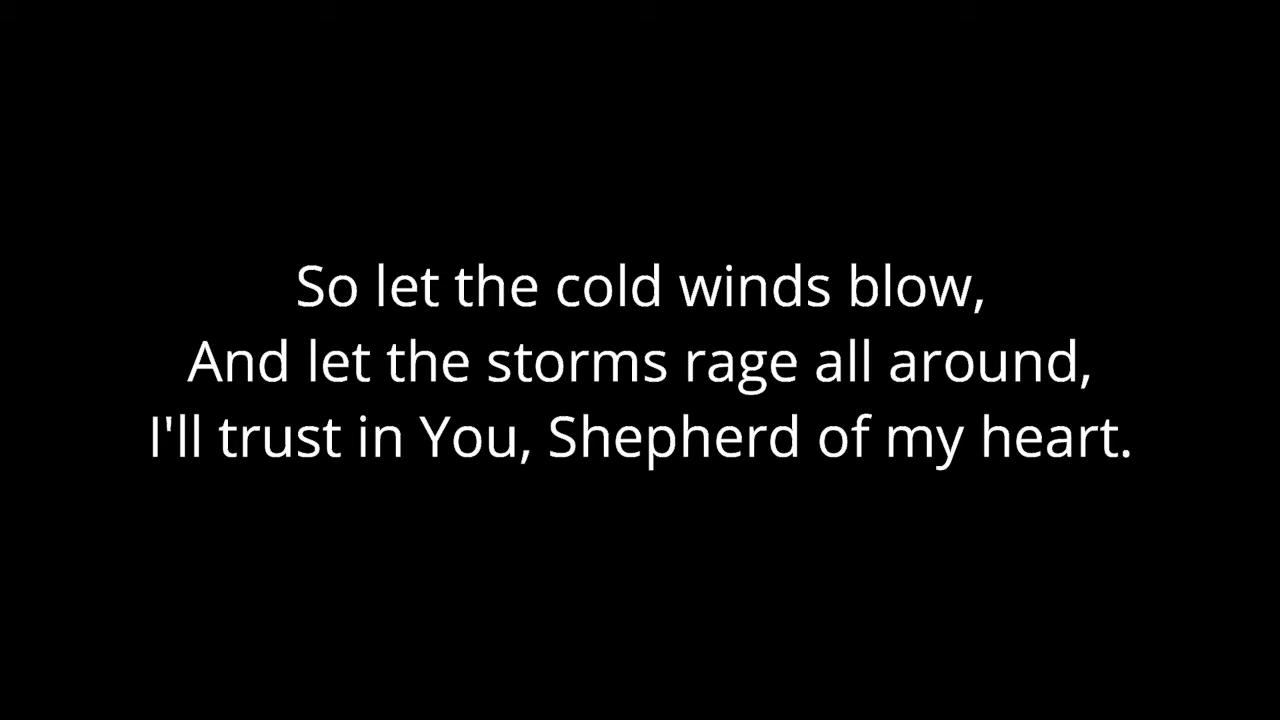 So let the cold winds blow,
And let the storms rage all around,
I'll trust in You, Shepherd of my heart.